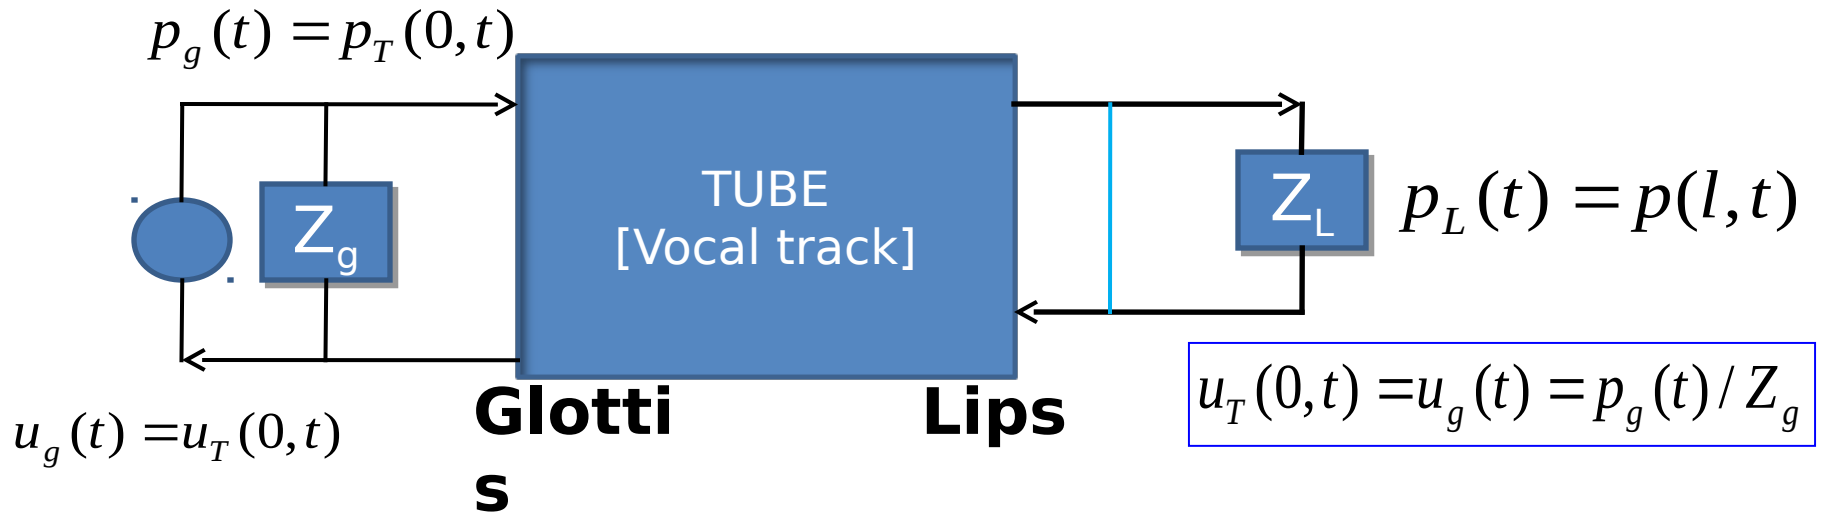 p_g(t) = p_T(0,t)
TUBE
[Vocal track]
Z_g
Z_L
p_L(t) = p(l,t)
u_T(0,t) = u_g(t) = p_g(t) / Z_g
Glotti
s
Lips
u_g(t) = u_T(0,t)